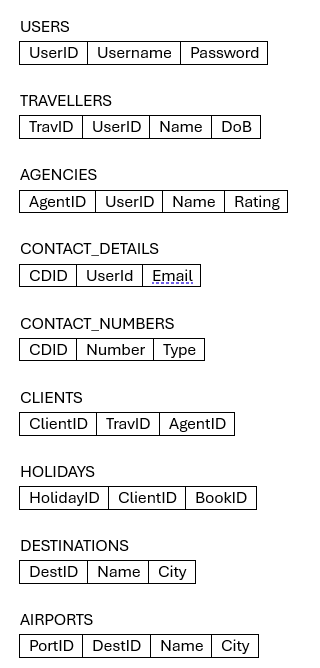 USERS
UserID Username Password
TRAVELLERS
TravID UserID Name DoB
AGENCIES
AgentID UserID Name Rating
CONTACT_DETAILS
CDID UserId Email
CONTACT_NUMBERS
CDID Number Type
CLIENTS
ClientID TravID AgentID
HOLIDAYS
HolidayID ClientID BookID
DESTINATIONS
DestID Name City
AIRPORTS
PortID DestID Name City